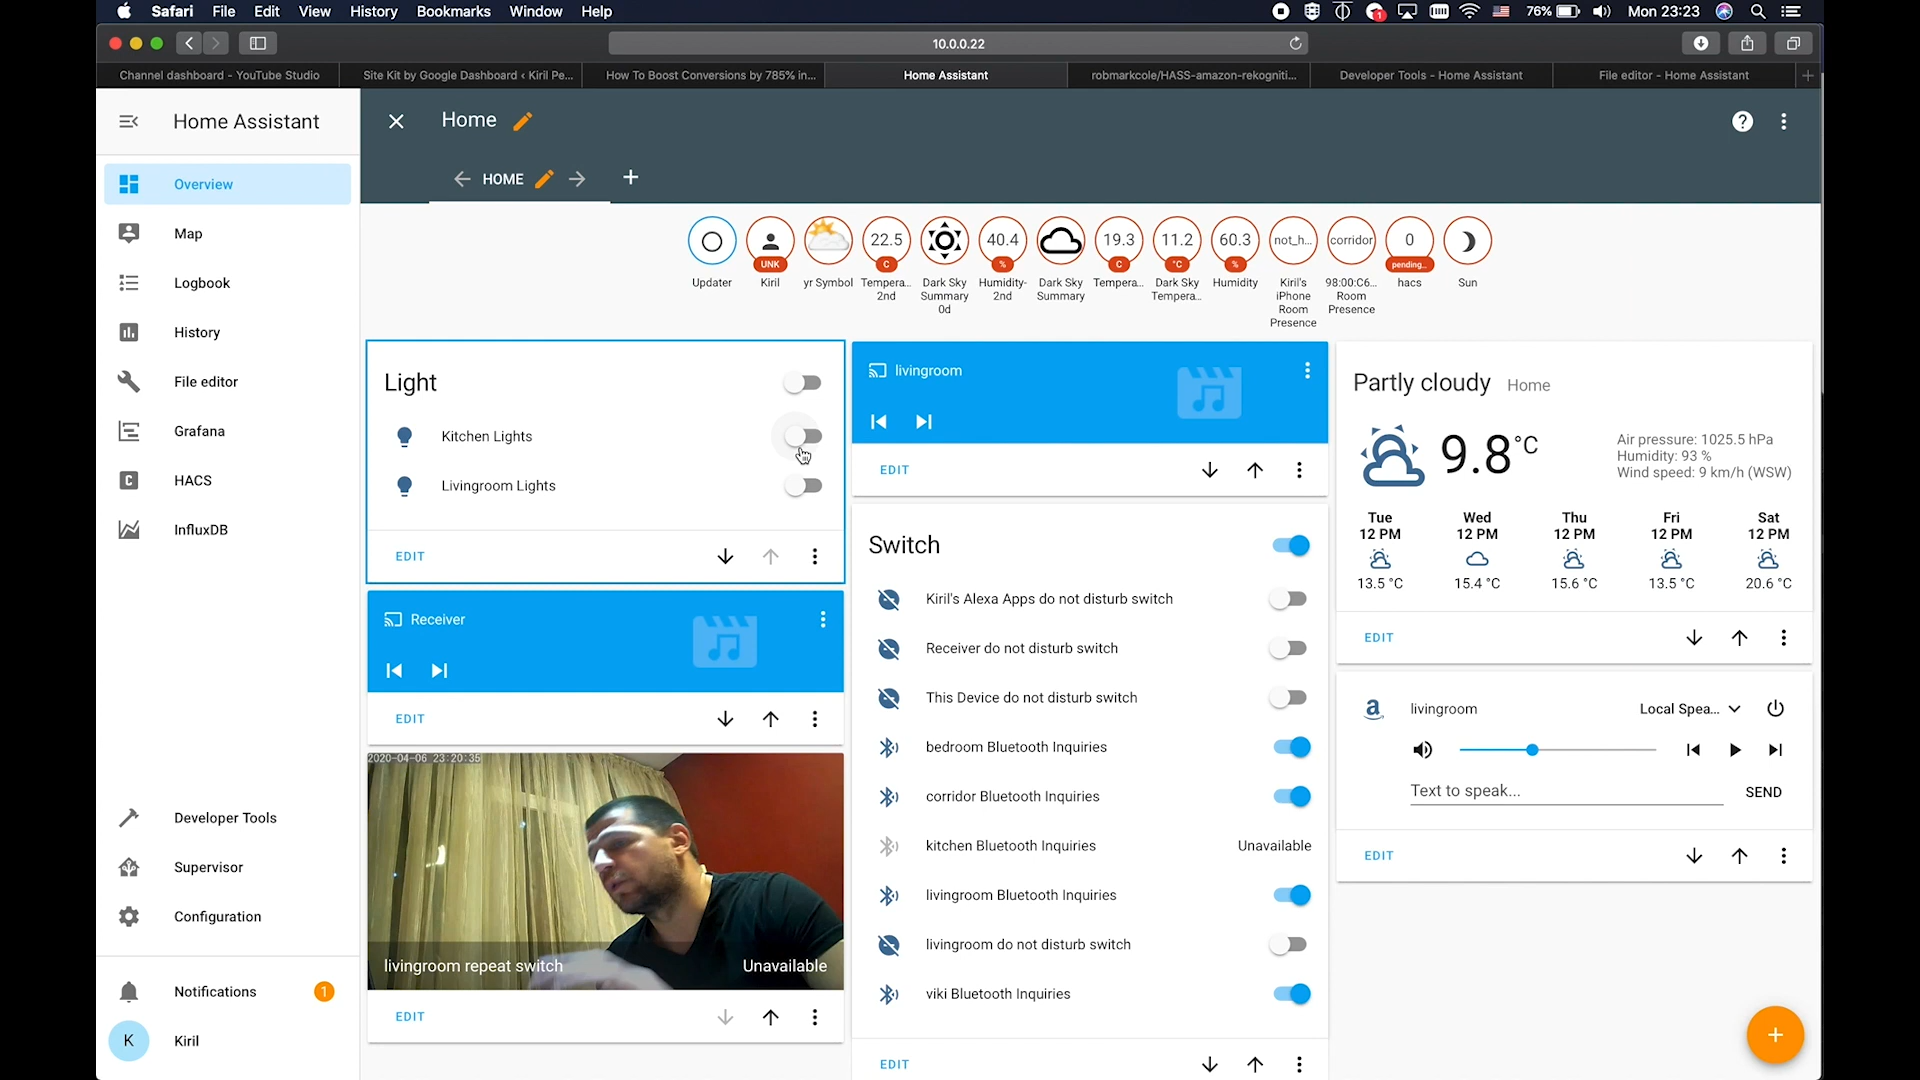 Safari File Edit View History Bookmarks Window Help
1
76%
Mon 23:23
10.0.0.22
Channel dashboard - YouTube Studio
Site Kit by Google Dashboard ‹ Kiril Pe...
How To Boost Conversions by 785% in...
Home Assistant
robmarkcole/HASS-amazon-rekogniti...
Developer Tools - Home Assistant
File editor - Home Assistant
Home Assistant
Overview
Map
Logbook
History
File editor
Grafana
HACS
InfluxDB
Developer Tools
Supervisor
Configuration
Notifications 1
K Kiril
Home
HOME
Updater
UNK
Kiril
yr Symbol
22.5
C
Tempera...
2nd
Dark Sky
Summary
0d
40.4
%
Humidity-
2nd
Dark Sky
Summary
19.3
C
Tempera...
11.2
°C
Dark Sky
Tempera...
60.3
%
Humidity
not_h...
Kiril's
iPhone
Room
Presence
corridor
98:00:C6...
Room
Presence
0
pending...
hacs
Sun
Light
Kitchen Lights
Livingroom Lights
EDIT
Receiver
EDIT
2020-04-06 23:20:35
livingroom repeat switch Unavailable
EDIT
livingroom
EDIT
Switch
Kiril's Alexa Apps do not disturb switch
Receiver do not disturb switch
This Device do not disturb switch
bedroom Bluetooth Inquiries
corridor Bluetooth Inquiries
kitchen Bluetooth Inquiries Unavailable
livingroom Bluetooth Inquiries
livingroom do not disturb switch
viki Bluetooth Inquiries
EDIT
Partly cloudy Home
9.8 °C
Air pressure: 1025.5 hPa
Humidity: 93 %
Wind speed: 9 km/h (WSW)
Tue Wed Thu Fri Sat
12 PM 12 PM 12 PM 12 PM 12 PM
13.5 °C 15.4 °C 15.6 °C 13.5 °C 20.6 °C
EDIT
livingroom Local Spea...
Text to speak... SEND
EDIT